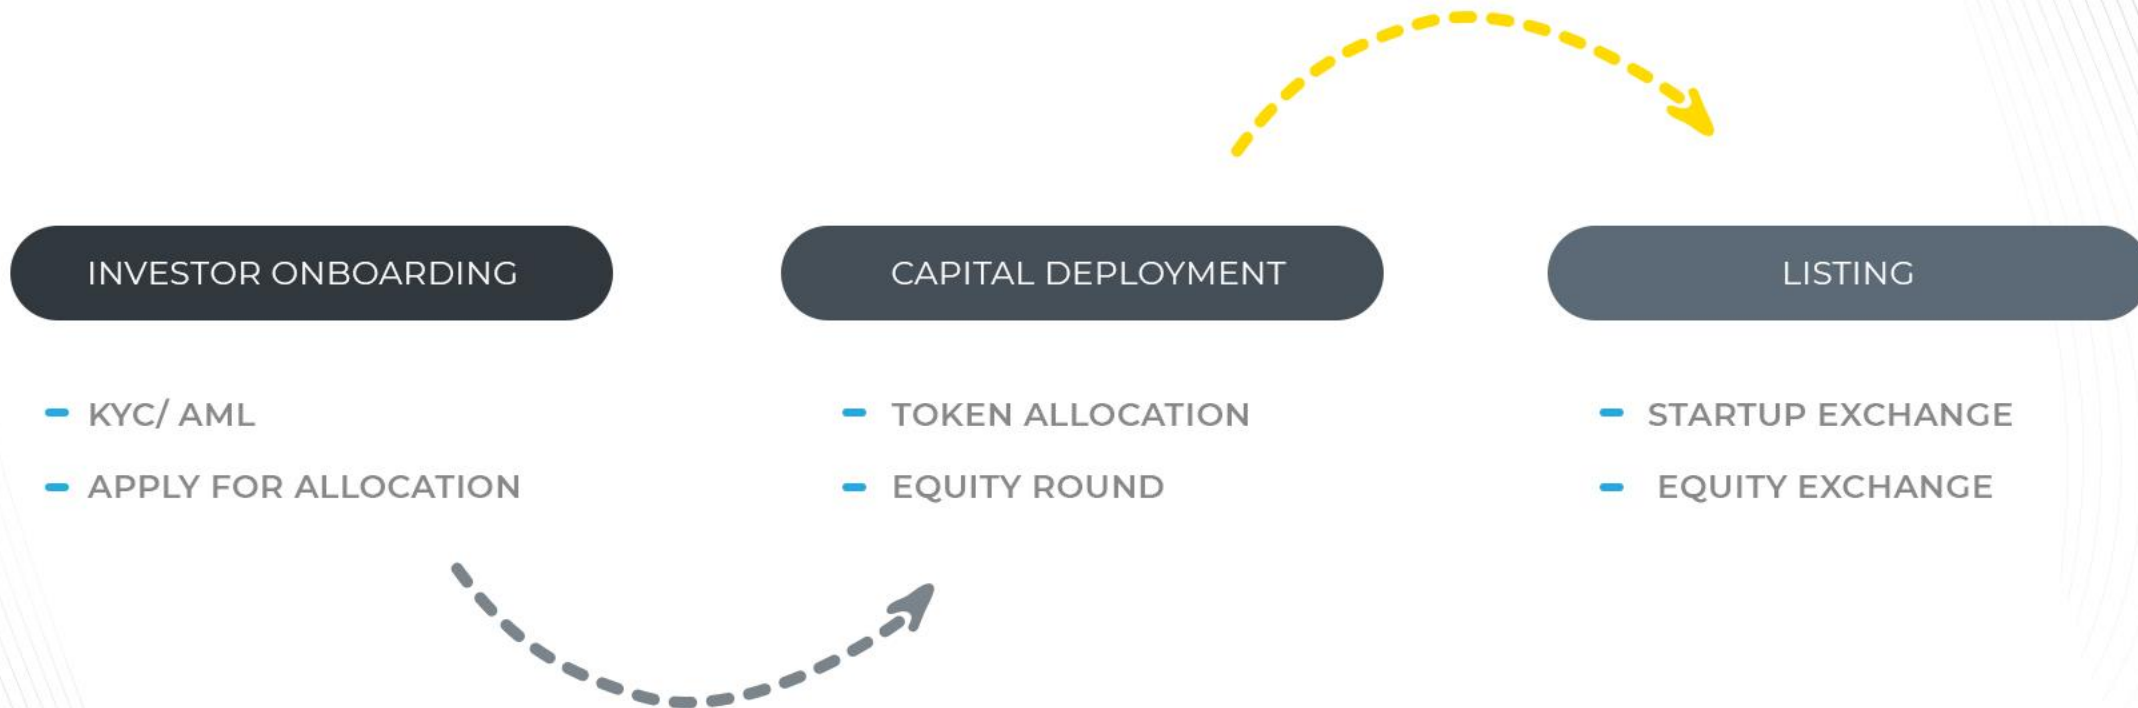 INVESTOR ONBOARDING
KYC/ AML
APPLY FOR ALLOCATION
CAPITAL DEPLOYMENT
TOKEN ALLOCATION
EQUITY ROUND
LISTING
STARTUP EXCHANGE
EQUITY EXCHANGE